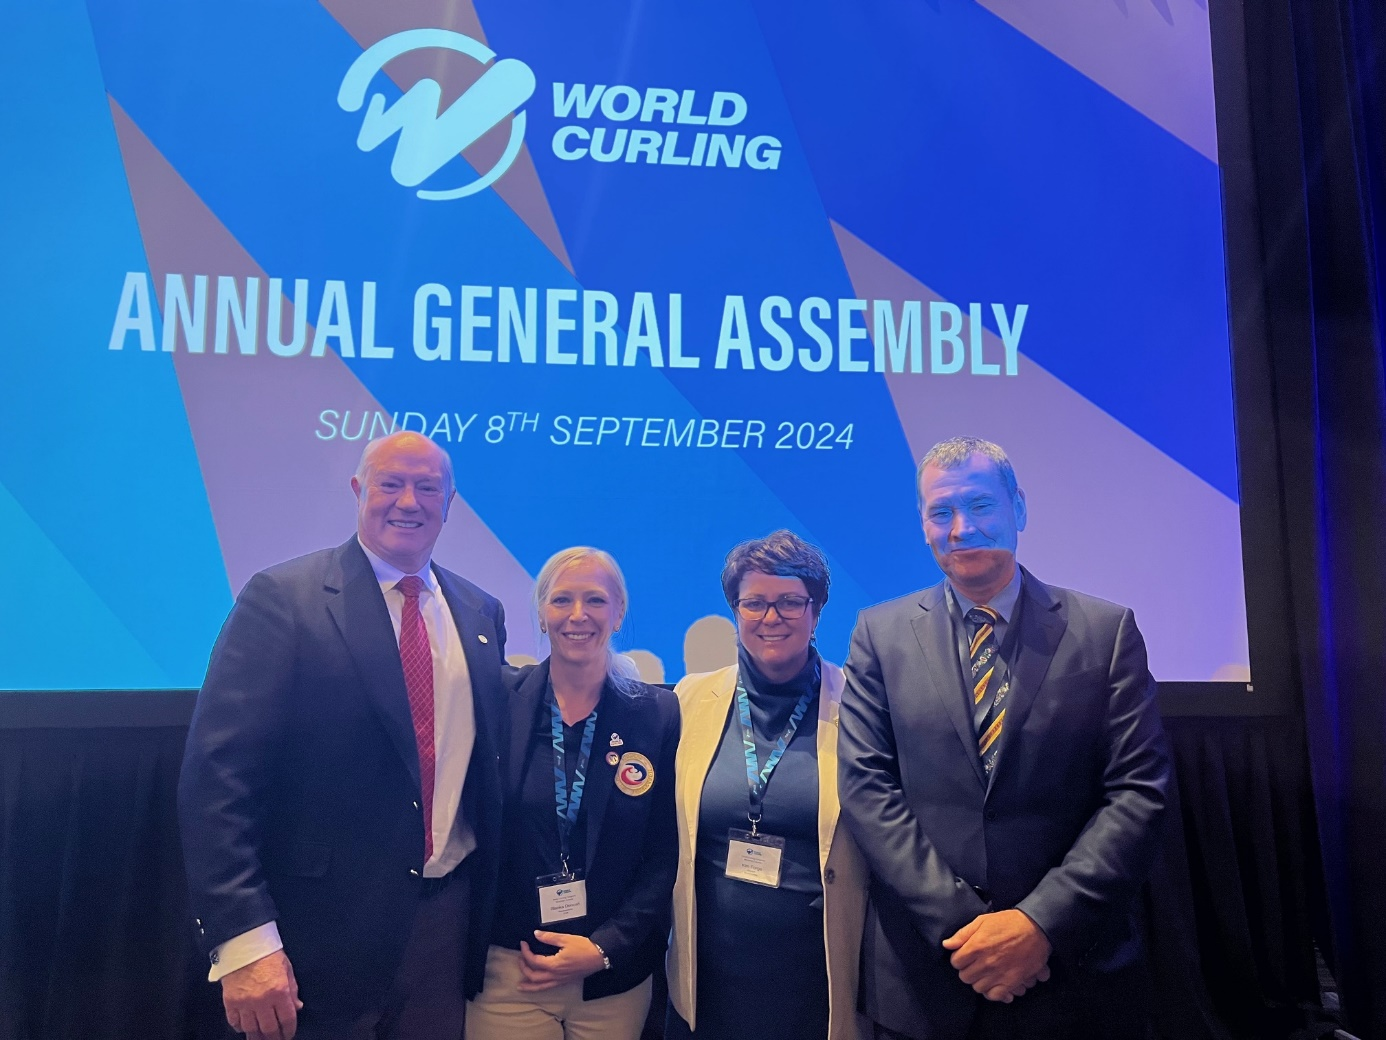 WORLD
CURLING
ANNUAL GENERAL ASSEMBLY
SUNDAY 8TH SEPTEMBER 2024